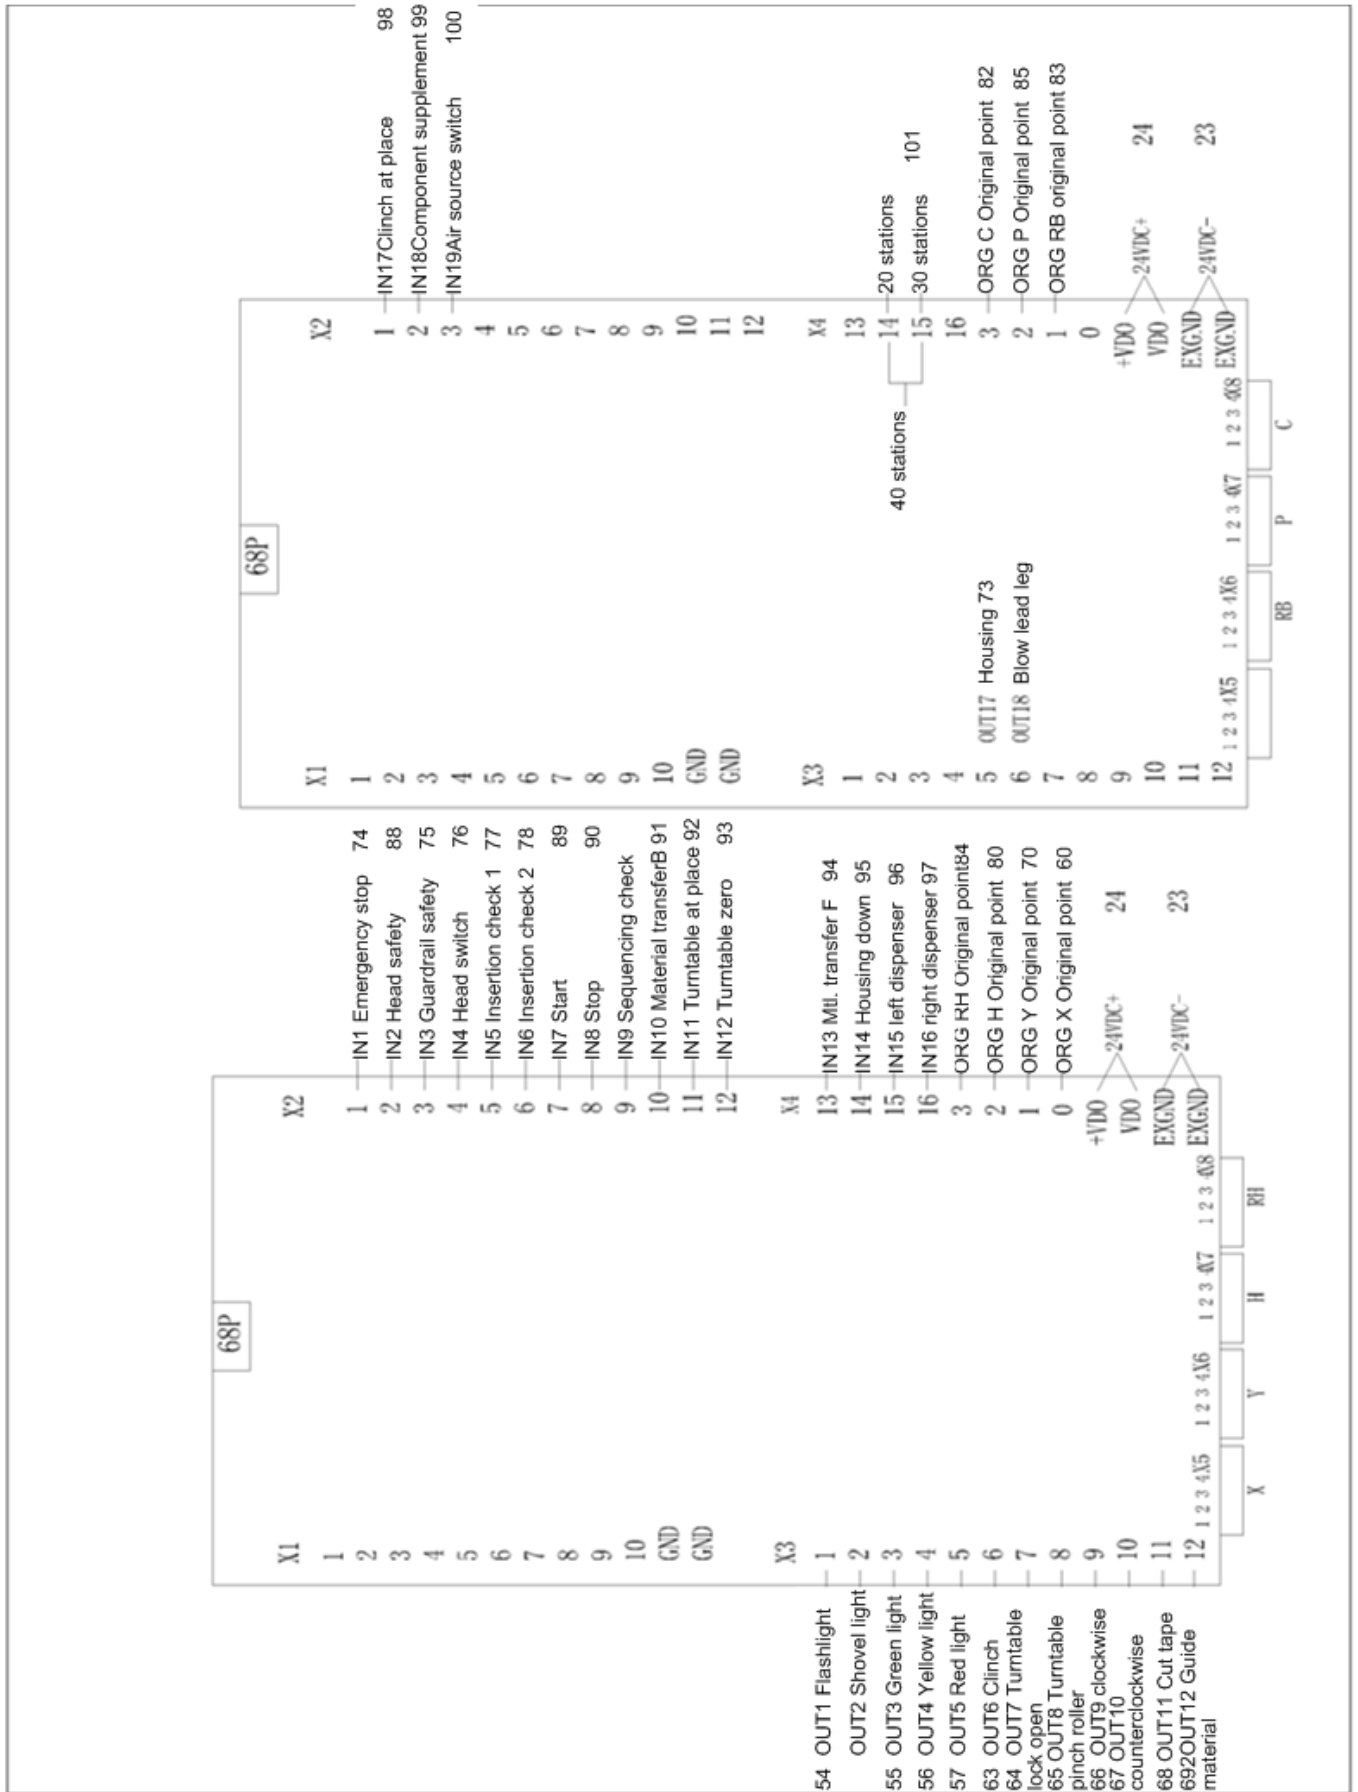 68P
X1
1
2
3
4
5
6
7
8
9
10
GND
GND
X2
1 IN1 Emergency stop 74
2 IN2 Head safety 88
3 IN3 Guardrail safety 75
4 IN4 Head switch 76
5 IN5 Insertion check 1 77
6 IN6 Insertion check 2 78
7 IN7 Start 89
8 IN8 Stop 90
9 IN9 Sequencing check
10 IN10 Material transferB 91
11 IN11 Turntable at place 92
12 IN12 Turntable zero 93
X3
54 OUT1 Flashlight 1
OUT2 Shovel light 2
55 OUT3 Green light 3
56 OUT4 Yellow light 4
57 OUT5 Red light 5
63 OUT6 Clinch 6
64 OUT7 Turntable 7
lock open
65 OUT8 Turntable 8
pinch roller
66 OUT9 clockwise 9
67 OUT10 10
counterclockwise
68 OUT11 Cut tape 11
692OUT12 Guide 12
material
X4
13 IN13 Mtl. transfer F 94
14 IN14 Housing down 95
15 IN15 left dispenser 96
16 IN16 right dispenser 97
3 ORG RH Original point84
2 ORG H Original point 80
1 ORG Y Original point 70
0 ORG X Original point 60
+VDO
VDO
24VDC+ 24
EXGND
EXGND
24VDC- 23
1 2 3 4X5
1 2 3 4X6
1 2 3 4X7
1 2 3 4X8
X
Y
H
RH
68P
X1
1
2
3
4
5
6
7
8
9
10
GND
GND
X2
1 IN17Clinch at place 98
2 IN18Component supplement 99
3 IN19Air source switch 100
4
5
6
7
8
9
10
11
12
X3
1
2
3
4
5 OUT17 Housing 73
6 OUT18 Blow lead leg
7
8
9
10
11
12
X4
13
14 20 stations
15 30 stations
101
40 stations
16
3 ORG C Original point 82
2 ORG P Original point 85
1 ORG RB original point 83
0
+VDO
VDO
24VDC+ 24
EXGND
EXGND
24VDC- 23
1 2 3 4X5
1 2 3 4X6
1 2 3 4X7
1 2 3 4X8
RB
P
C